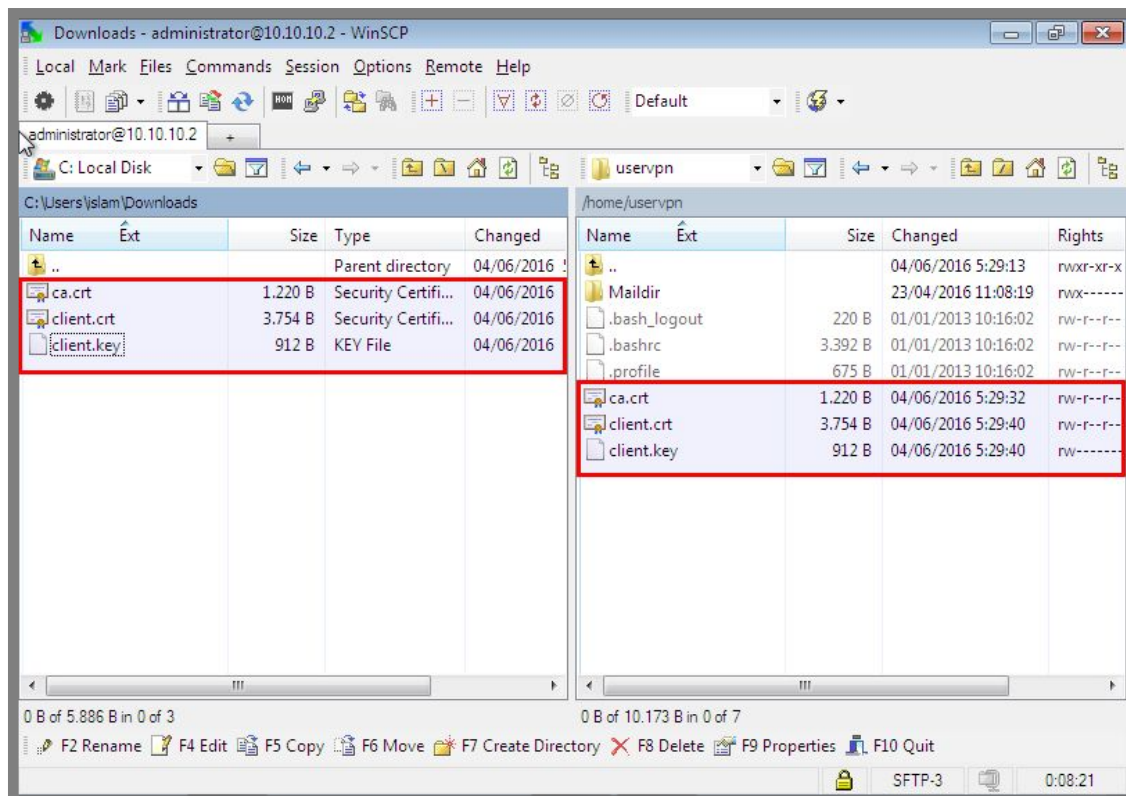 Downloads - administrator@10.10.10.2 - WinSCP
Local Mark Files Commands Session Options Remote Help
Default
administrator@10.10.10.2 +
C: Local Disk
uservpn
C:\Users\islam\Downloads
Name Ext Size Type Changed
.. Parent directory 04/06/2016
ca.crt 1.220 B Security Certifi... 04/06/2016
client.crt 3.754 B Security Certifi... 04/06/2016
client.key 912 B KEY File 04/06/2016
0 B of 5.886 B in 0 of 3
/home/uservpn
Name Ext Size Changed Rights
.. 04/06/2016 5:29:13 rwxr-xr-x
Maildir 23/04/2016 11:08:19 rwx------
.bash_logout 220 B 01/01/2013 10:16:02 rw-r--r--
.bashrc 3.392 B 01/01/2013 10:16:02 rw-r--r--
.profile 675 B 01/01/2013 10:16:02 rw-r--r--
ca.crt 1.220 B 04/06/2016 5:29:32 rw-r--r--
client.crt 3.754 B 04/06/2016 5:29:40 rw-r--r--
client.key 912 B 04/06/2016 5:29:40 rw-------
0 B of 10.173 B in 0 of 7
F2 Rename F4 Edit F5 Copy F6 Move F7 Create Directory F8 Delete F9 Properties F10 Quit
SFTP-3 0:08:21